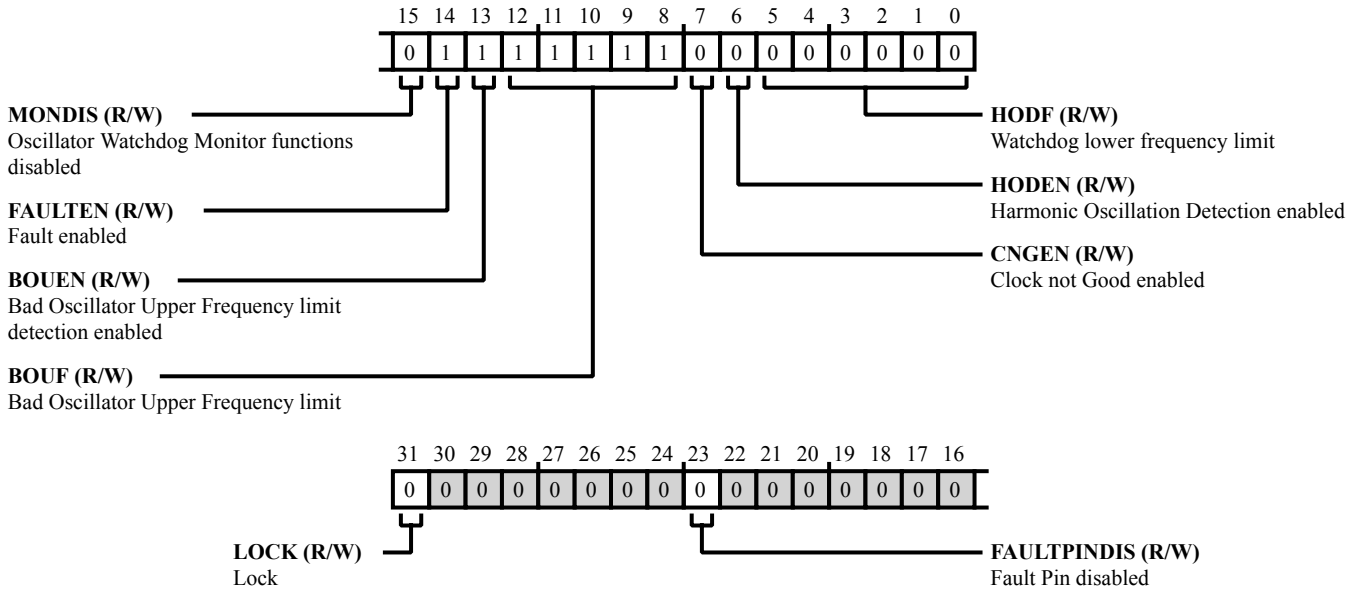 15 14 13 12 11 10 9 8 7 6 5 4 3 2 1 0
0 1 1 1 1 1 1 1 0 0 0 0 0 0 0 0
MONDIS (R/W)
Oscillator Watchdog Monitor functions
disabled
FAULTEN (R/W)
Fault enabled
BOUEN (R/W)
Bad Oscillator Upper Frequency limit
detection enabled
BOUF (R/W)
Bad Oscillator Upper Frequency limit
HODF (R/W)
Watchdog lower frequency limit
HODEN (R/W)
Harmonic Oscillation Detection enabled
CNGEN (R/W)
Clock not Good enabled
31 30 29 28 27 26 25 24 23 22 21 20 19 18 17 16
0 0 0 0 0 0 0 0 0 0 0 0 0 0 0 0
LOCK (R/W)
Lock
FAULTPINDIS (R/W)
Fault Pin disabled